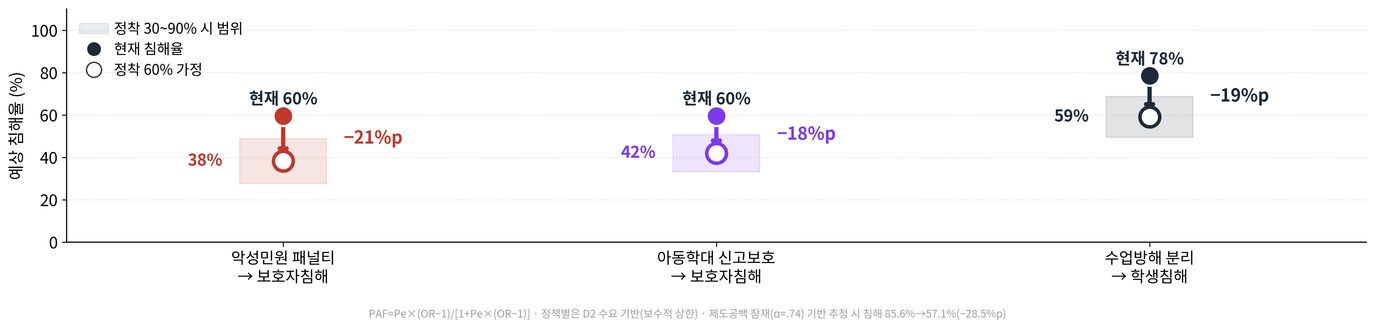 예상 침해율 (%)
100
80
60
40
20
0
정착 30~90% 시 범위
현재 침해율
정착 60% 가정
현재 60%
38%
−21%p
현재 60%
42%
−18%p
현재 78%
59%
−19%p
악성민원 패널티
→ 보호자침해
아동학대 신고보호
→ 보호자침해
수업방해 분리
→ 학생침해
PAF=Pe×(OR−1)/[1+Pe×(OR−1)] · 정책별은 D2 수요 기반(보수적 상한) · 제도공백 잠재(α=.74) 기반 추정 시 침해 85.6%→57.1%(−28.5%p)